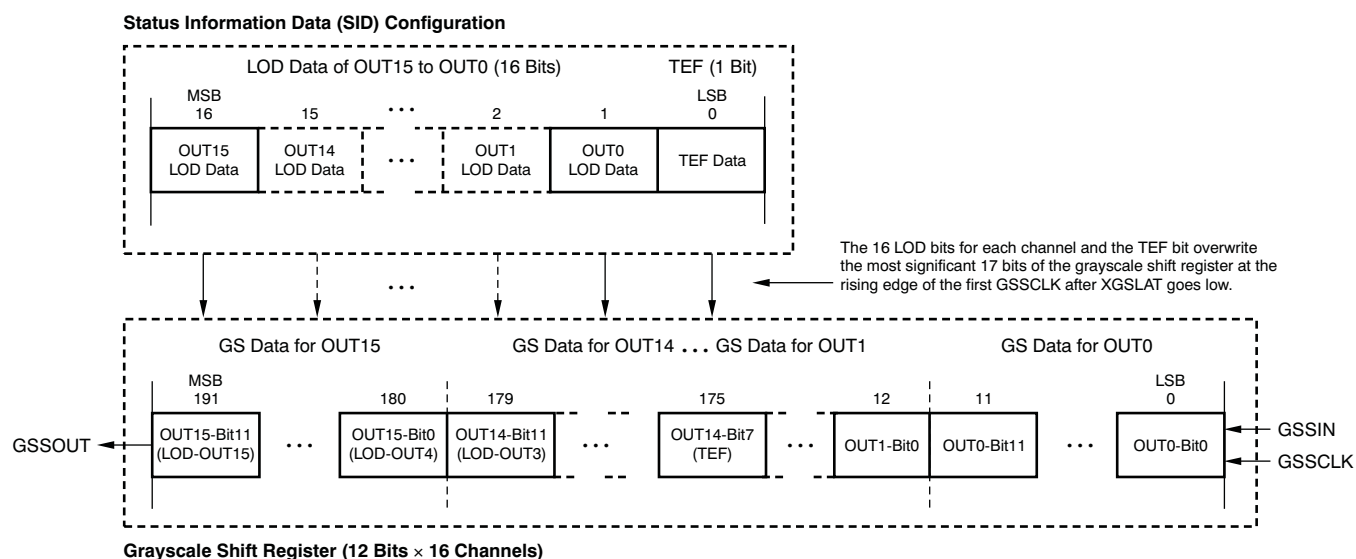 Status Information Data (SID) Configuration
LOD Data of OUT15 to OUT0 (16 Bits) TEF (1 Bit)
MSB LSB
16 15 ... 2 1 0
OUT15 OUT14 OUT1 OUT0
LOD Data LOD Data ... LOD Data LOD Data TEF Data
The 16 LOD bits for each channel and the TEF bit overwrite
the most significant 17 bits of the grayscale shift register at the
rising edge of the first GSSCLK after XGSLAT goes low.
...
GS Data for OUT15 GS Data for OUT14 ... GS Data for OUT1 GS Data for OUT0
MSB LSB
191 180 179 175 12 11 0
OUT15-Bit11 ... OUT15-Bit0 OUT14-Bit11 ... OUT14-Bit7 ... OUT1-Bit0 OUT0-Bit11 ... OUT0-Bit0
(LOD-OUT15) (LOD-OUT4) (LOD-OUT3) (TEF)
GSSOUT
GSSIN
GSSCLK
Grayscale Shift Register (12 Bits × 16 Channels)